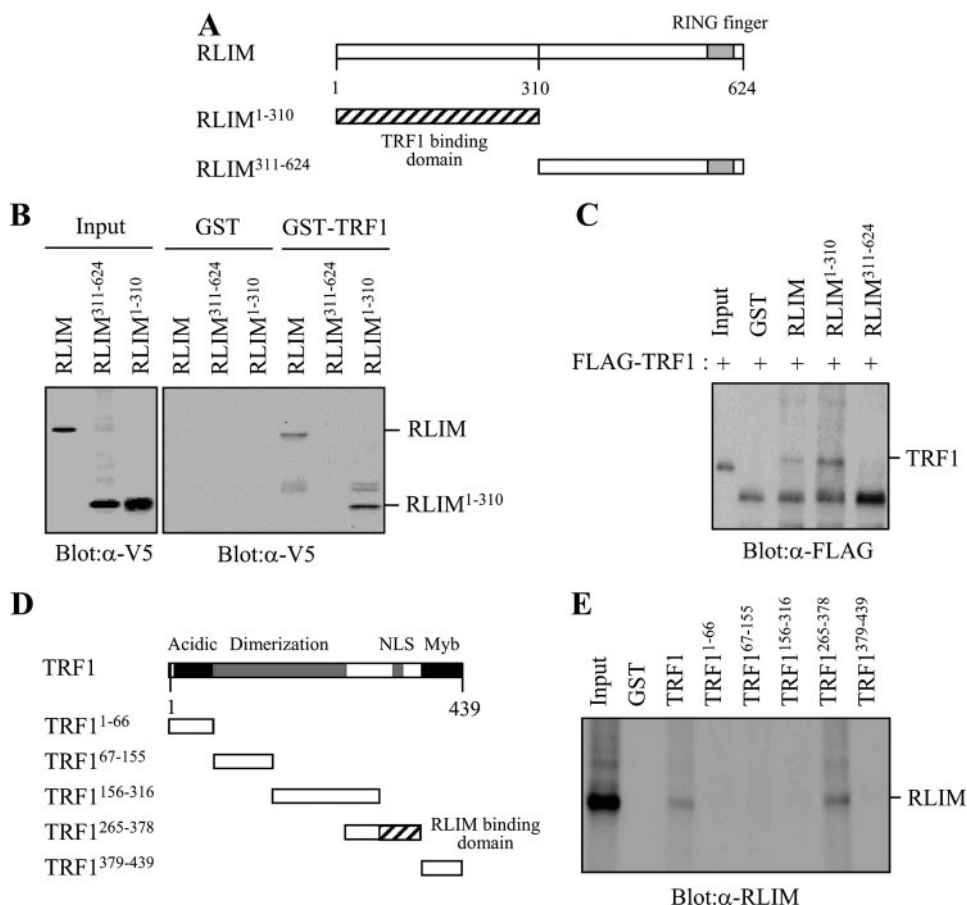 A
RING finger
RLIM
1 310 624
RLIM1-310
TRF1 binding
domain
RLIM311-624
B
Input GST GST-TRF1
RLIM RLIM311-624 RLIM1-310 RLIM RLIM311-624 RLIM1-310 RLIM RLIM311-624 RLIM1-310
RLIM
RLIM1-310
Blot:α-V5 Blot:α-V5
C
Input GST RLIM RLIM1-310 RLIM311-624
FLAG-TRF1 : + + + + +
TRF1
Blot:α-FLAG
D
Acidic Dimerization NLS Myb
TRF1
1 439
TRF11-66
TRF167-155
TRF1156-316
TRF1265-378
RLIM binding
domain
TRF1379-439
E
Input GST TRF1 TRF11-66 TRF167-155 TRF1156-316 TRF1265-378 TRF1379-439
RLIM
Blot:α-RLIM